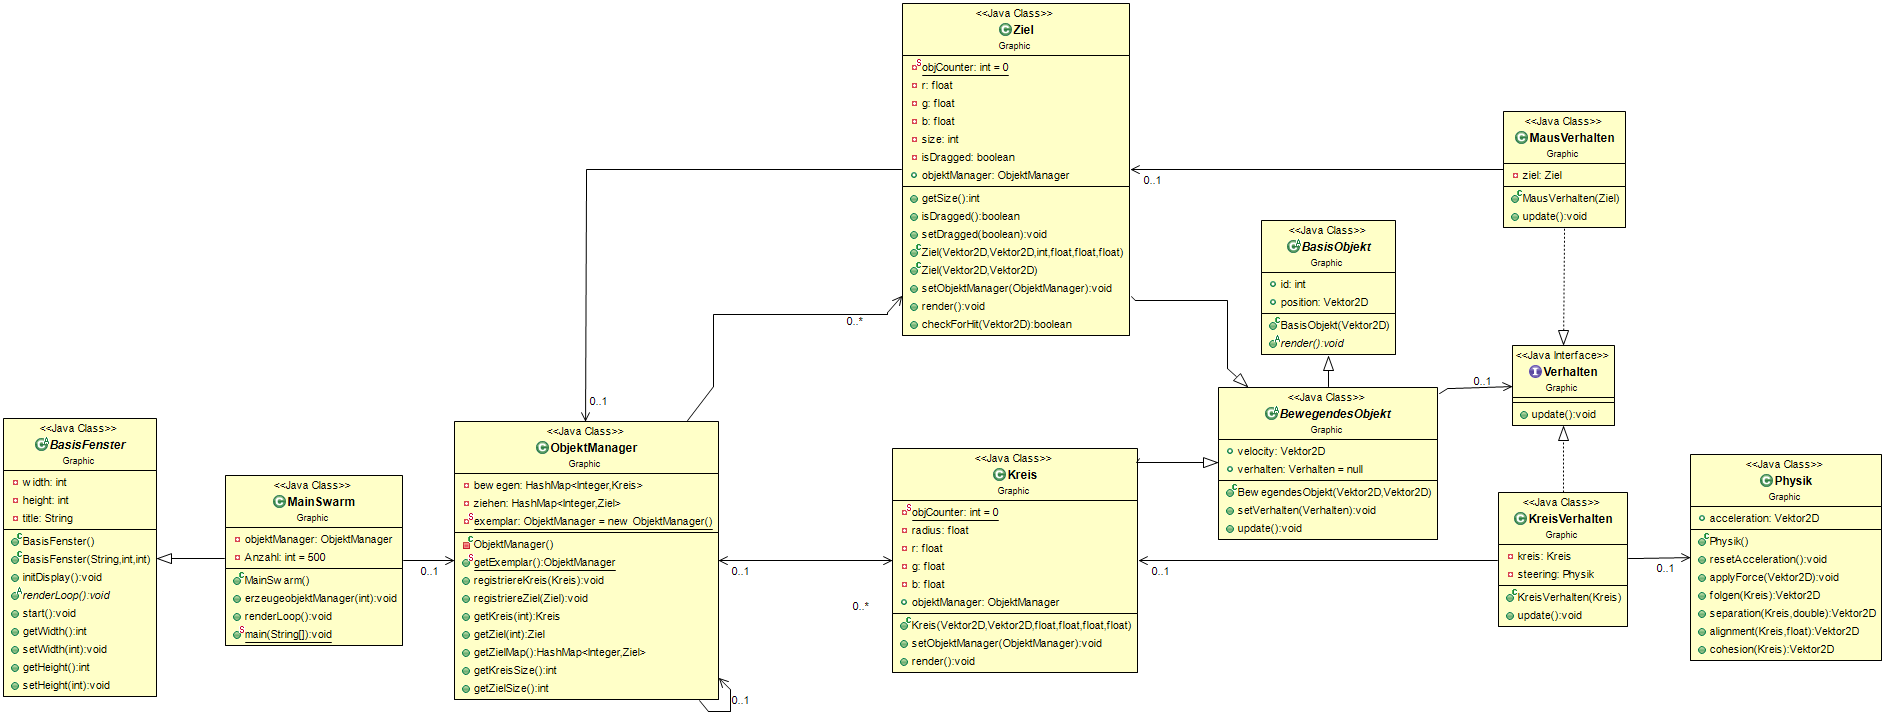 <<Java Class>>
Ziel
Graphic
objCounter: int = 0
r: float
g: float
b: float
size: int
isDragged: boolean
objektManager: ObjektManager
getSize():int
isDragged():boolean
setDragged(boolean):void
Ziel(Vektor2D,Vektor2D,int,float,float,float)
Ziel(Vektor2D,Vektor2D)
setObjektManager(ObjektManager):void
render():void
checkForHit(Vektor2D):boolean
<<Java Class>>
MausVerhalten
Graphic
ziel: Ziel
MausVerhalten(Ziel)
update():void
0..1
<<Java Class>>
BasisObjekt
Graphic
id: int
position: Vektor2D
BasisObjekt(Vektor2D)
render():void
0..*
0..1
<<Java Interface>>
Verhalten
Graphic
update():void
0..1
<<Java Class>>
BewegendesObjekt
Graphic
velocity: Vektor2D
verhalten: Verhalten = null
BewegendesObjekt(Vektor2D,Vektor2D)
setVerhalten(Verhalten):void
update():void
<<Java Class>>
BasisFenster
Graphic
width: int
height: int
title: String
BasisFenster()
BasisFenster(String,int,int)
initDisplay():void
renderLoop():void
start():void
getWidth():int
setWidth(int):void
getHeight():int
setHeight(int):void
<<Java Class>>
MainSwarm
Graphic
objektManager: ObjektManager
Anzahl: int = 500
MainSwarm()
erzeugeobjektManager(int):void
renderLoop():void
main(String[]):void
0..1
<<Java Class>>
ObjektManager
Graphic
bewegen: HashMap<Integer,Kreis>
ziehen: HashMap<Integer,Ziel>
exemplar: ObjektManager = new ObjektManager()
ObjektManager()
getExemplar():ObjektManager
registriereKreis(Kreis):void
registriereZiel(Ziel):void
getKreis(int):Kreis
getZiel(int):Ziel
getZielMap():HashMap<Integer,Ziel>
getKreisSize():int
getZielSize():int
0..1
0..1
0..*
<<Java Class>>
Kreis
Graphic
objCounter: int = 0
radius: float
r: float
g: float
b: float
objektManager: ObjektManager
Kreis(Vektor2D,Vektor2D,float,float,float,float)
setObjektManager(ObjektManager):void
render():void
0..1
<<Java Class>>
KreisVerhalten
Graphic
kreis: Kreis
steering: Physik
KreisVerhalten(Kreis)
update():void
0..1
<<Java Class>>
Physik
Graphic
acceleration: Vektor2D
Physik()
resetAcceleration():void
applyForce(Vektor2D):void
folgen(Kreis):Vektor2D
separation(Kreis,double):Vektor2D
alignment(Kreis,float):Vektor2D
cohesion(Kreis):Vektor2D